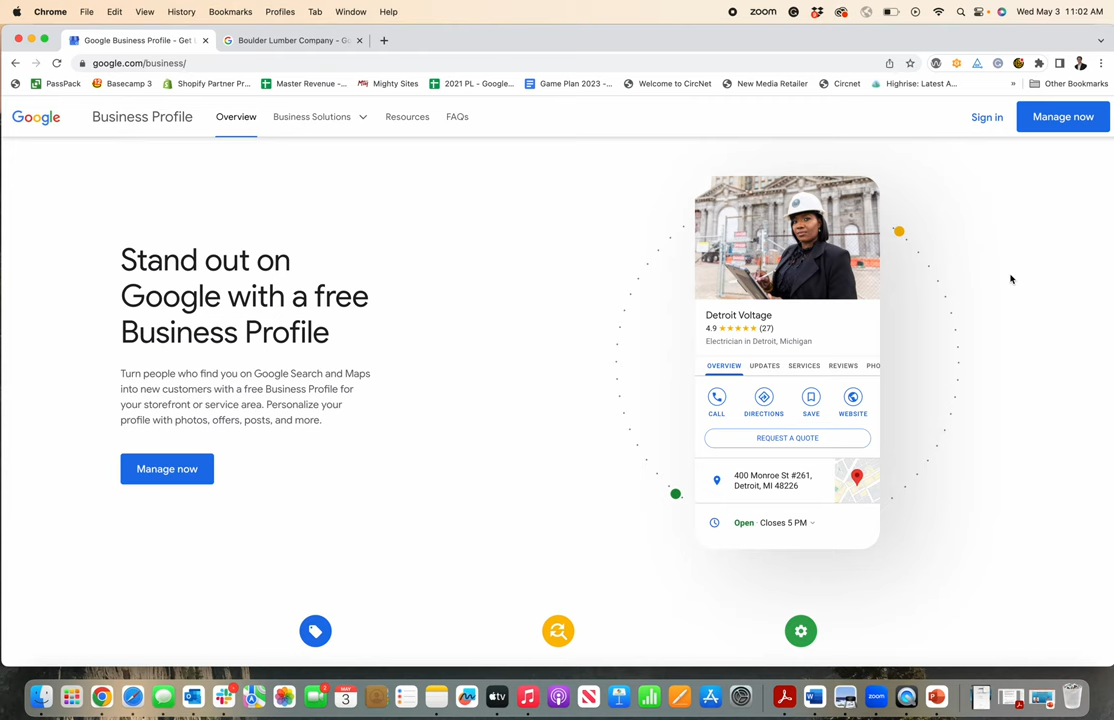 Chrome File Edit View History Bookmarks Profiles Tab Window Help
zoom Wed May 3 11:02 AM
Google Business Profile - Get
Boulder Lumber Company - Go
google.com/business/
PassPack Basecamp 3 Shopify Partner Pr... Master Revenue -... Mighty Sites 2021 PL - Google... Game Plan 2023 -... Welcome to CircNet New Media Retailer Circnet Highrise: Latest A... » Other Bookmarks
Google Business Profile Overview Business Solutions Resources FAQs Sign in Manage now
Stand out on
Google with a free
Business Profile
Turn people who find you on Google Search and Maps
into new customers with a free Business Profile for
your storefront or service area. Personalize your
profile with photos, offers, posts, and more.
Manage now
Detroit Voltage
4.9 ★★★★★ (27)
Electrician in Detroit, Michigan
OVERVIEW UPDATES SERVICES REVIEWS PHO
CALL DIRECTIONS SAVE WEBSITE
REQUEST A QUOTE
400 Monroe St #261,
Detroit, MI 48226
Open · Closes 5 PM
MAY
3
2
tv
zoom